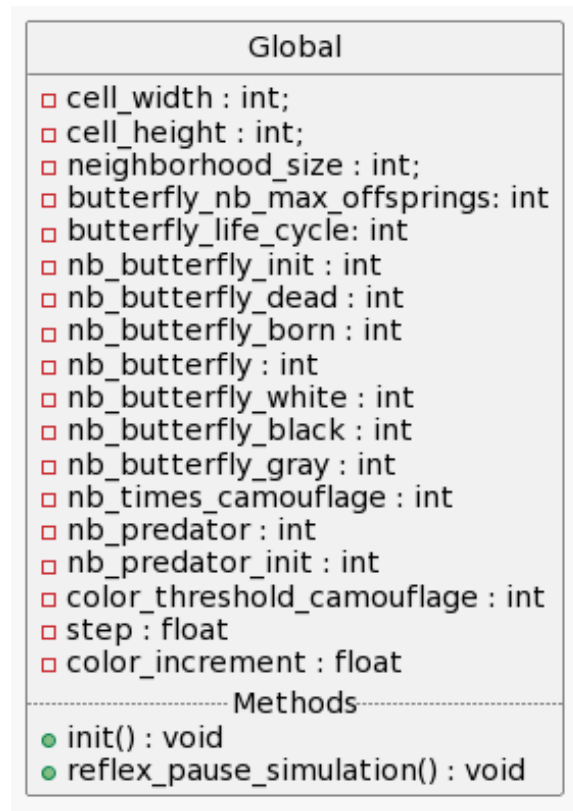 Global
cell_width : int;
cell_height : int;
neighborhood_size : int;
butterfly_nb_max_offsprings: int
butterfly_life_cycle: int
nb_butterfly_init : int
nb_butterfly_dead : int
nb_butterfly_born : int
nb_butterfly : int
nb_butterfly_white : int
nb_butterfly_black : int
nb_butterfly_gray : int
nb_times_camouflage : int
nb_predator : int
nb_predator_init : int
color_threshold_camouflage : int
step : float
color_increment : float
Methods
init() : void
reflex_pause_simulation() : void